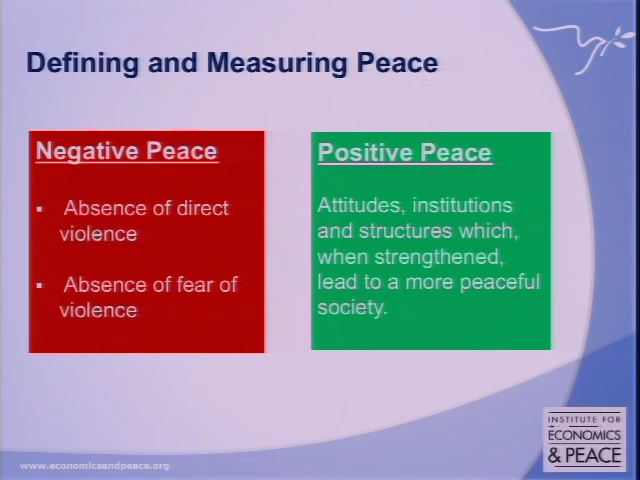 Defining and Measuring Peace
Negative Peace
▪ Absence of direct
violence
▪ Absence of fear of
violence
Positive Peace
Attitudes, institutions
and structures which,
when strengthened,
lead to a more peaceful
society.
INSTITUTE FOR
ECONOMICS
& PEACE
www.economicsandpeace.org